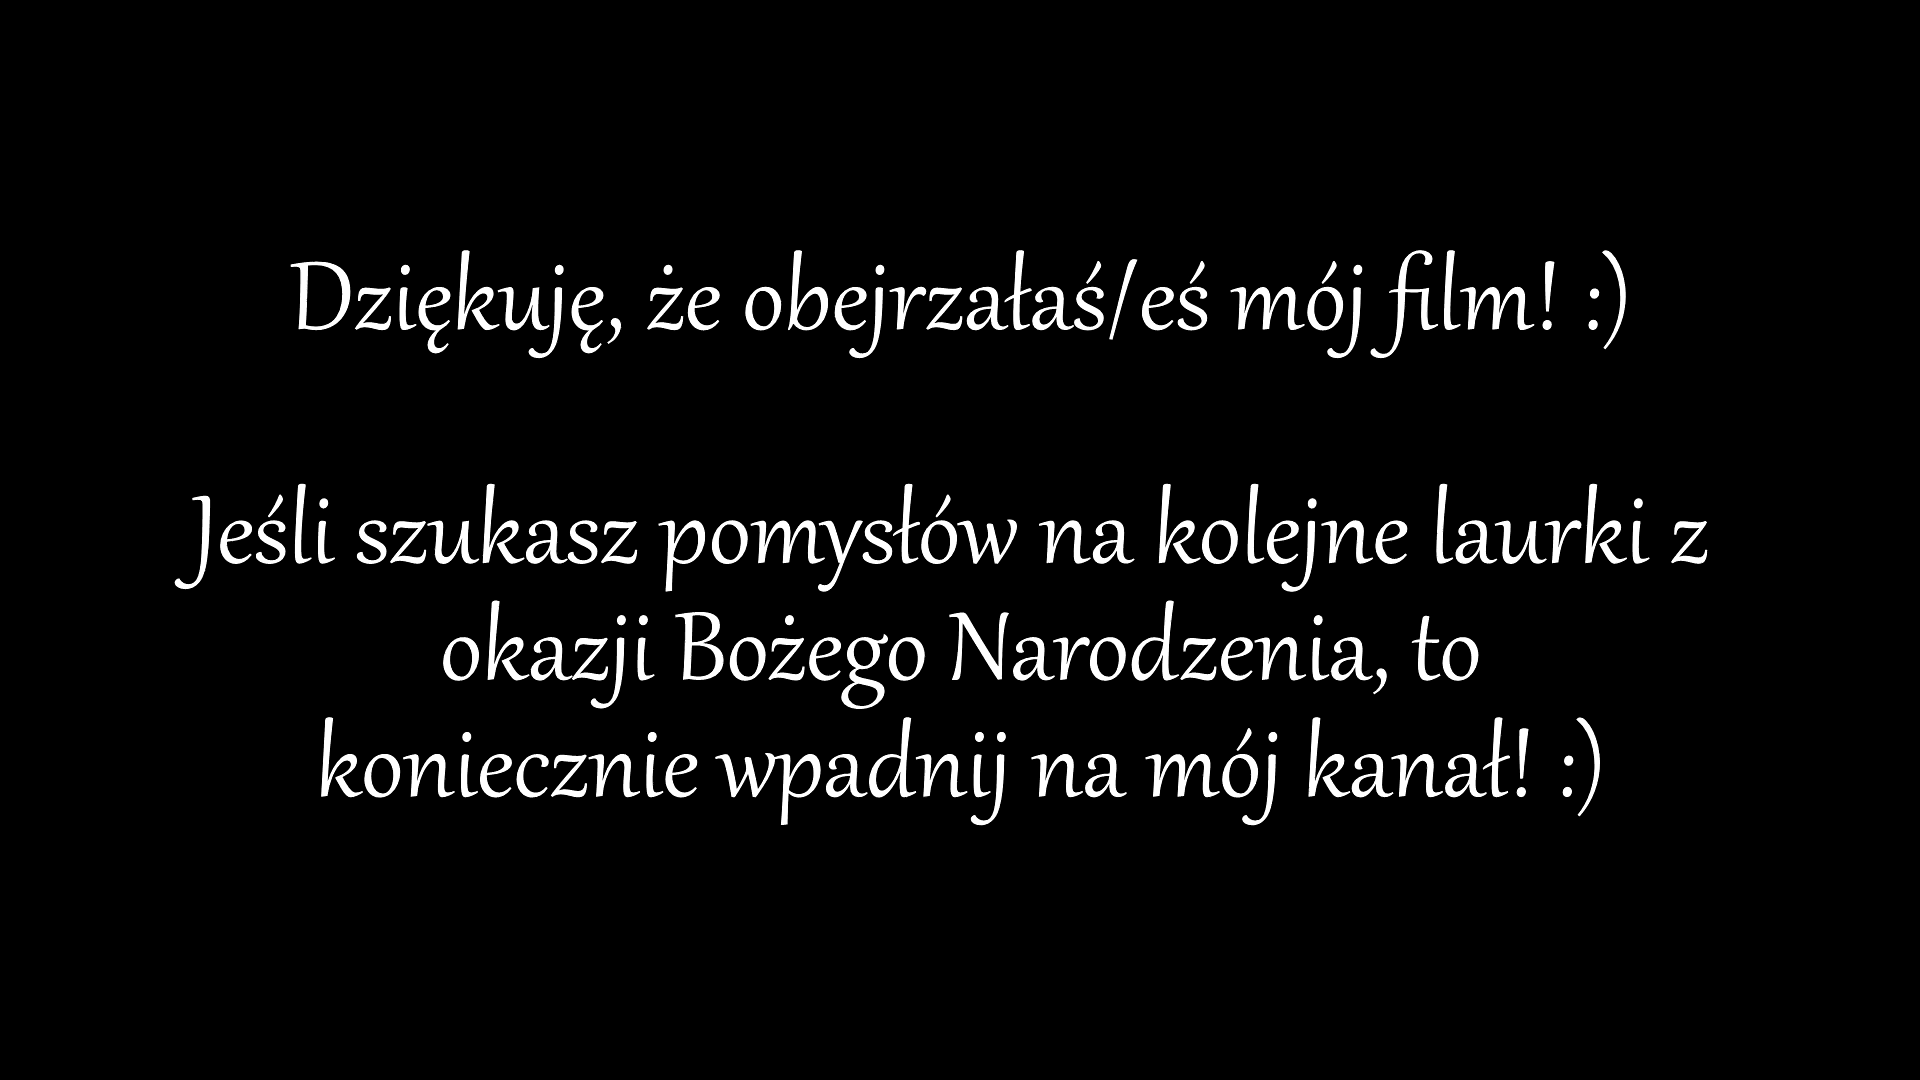 Dziękuję, że obejrzałaś/eś mój film! :)
Jeśli szukasz pomysłów na kolejne laurki z
okazji Bożego Narodzenia, to
koniecznie wpadnij na mój kanał! :)